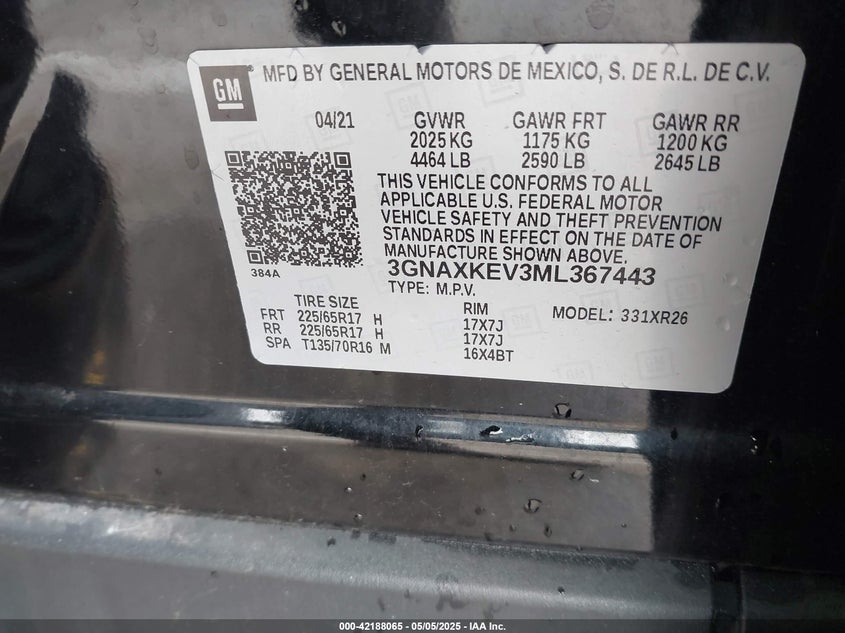 GM
MFD BY GENERAL MOTORS DE MEXICO, S. DE R.L. DE C.V.
04/21 GVWR GAWR FRT GAWR RR
2025 KG 1175 KG 1200 KG
4464 LB 2590 LB 2645 LB
THIS VEHICLE CONFORMS TO ALL
APPLICABLE U.S. FEDERAL MOTOR
VEHICLE SAFETY AND THEFT PREVENTION
STANDARDS IN EFFECT ON THE DATE OF
MANUFACTURE SHOWN ABOVE.
384A
3GNAXKEV3ML367443
TYPE: M.P.V.
TIRE SIZE RIM MODEL: 331XR26
FRT 225/65R17 H 17X7J
RR 225/65R17 H 17X7J
SPA T135/70R16 M 16X4BT
000-42188065 - 05/05/2025 - IAA Inc.